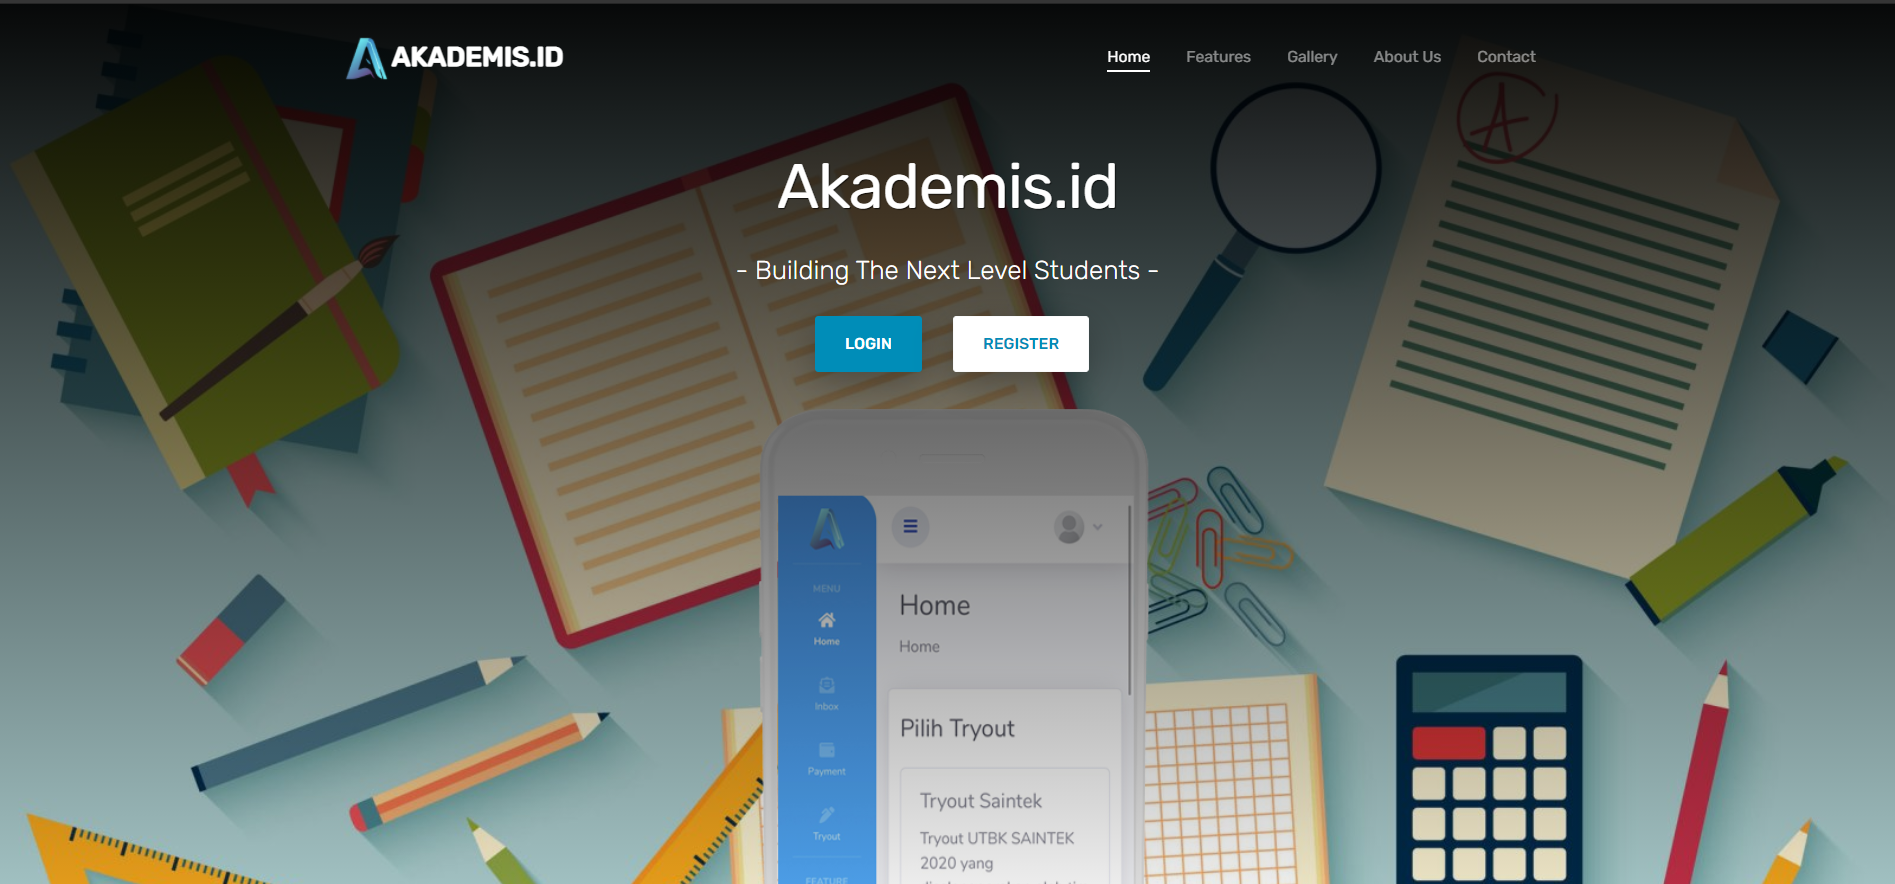 AKADEMIS.ID
Home Features Gallery About Us Contact
A
Akademis.id
- Building The Next Level Students -
LOGIN REGISTER
MENU
Home
Inbox
Payment
Tryout
FEATURE
Home
Home
Pilih Tryout
Tryout Saintek
Tryout UTBK SAINTEK
2020 yang